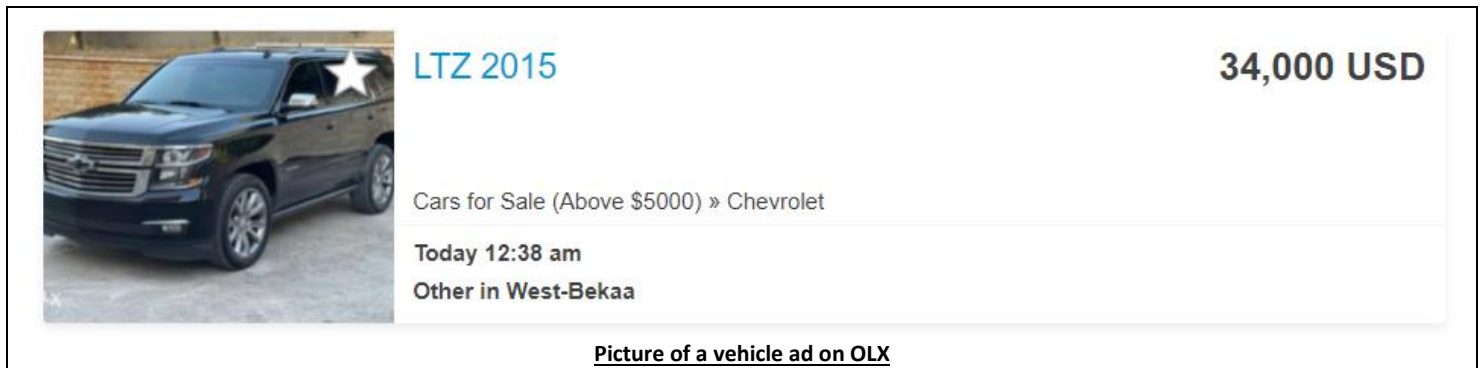 LTZ 2015
34,000 USD
Cars for Sale (Above $5000) » Chevrolet
Today 12:38 am
Other in West-Bekaa
Picture of a vehicle ad on OLX